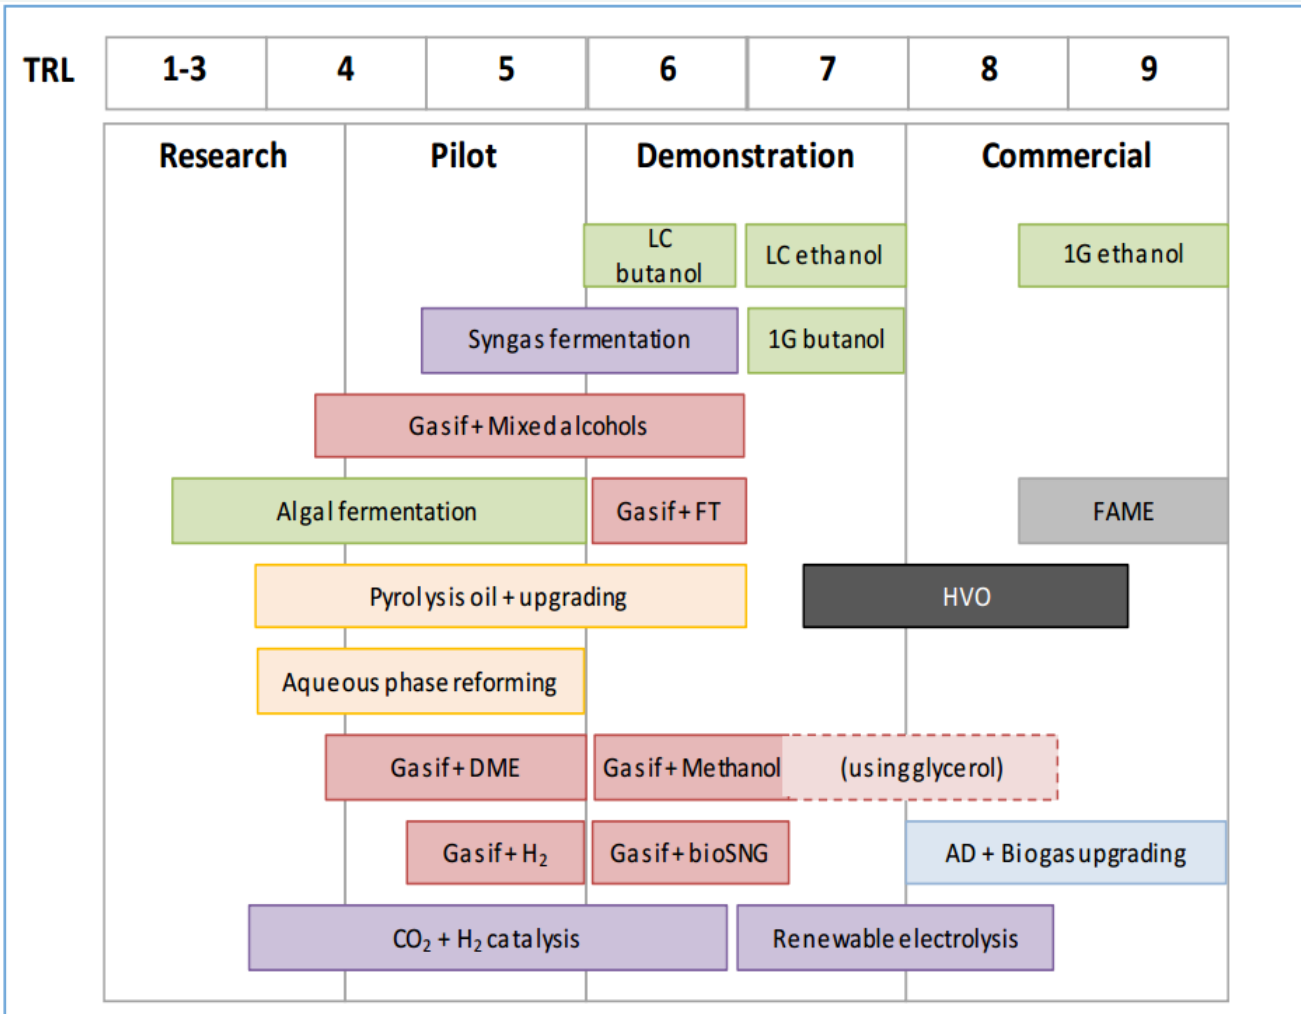 TRL 1-3 4 5 6 7 8 9
Research Pilot Demonstration Commercial
LC
butanol
LC ethanol
1G ethanol
Syngas fermentation
1G butanol
Gasif + Mixed alcohols
Algal fermentation
Gasif + FT
FAME
Pyrolysis oil + upgrading
HVO
Aqueous phase reforming
Gasif + DME
Gasif + Methanol
(using glycerol)
Gasif + H₂
Gasif + bioSNG
AD + Biogas upgrading
CO₂ + H₂ catalysis
Renewable electrolysis